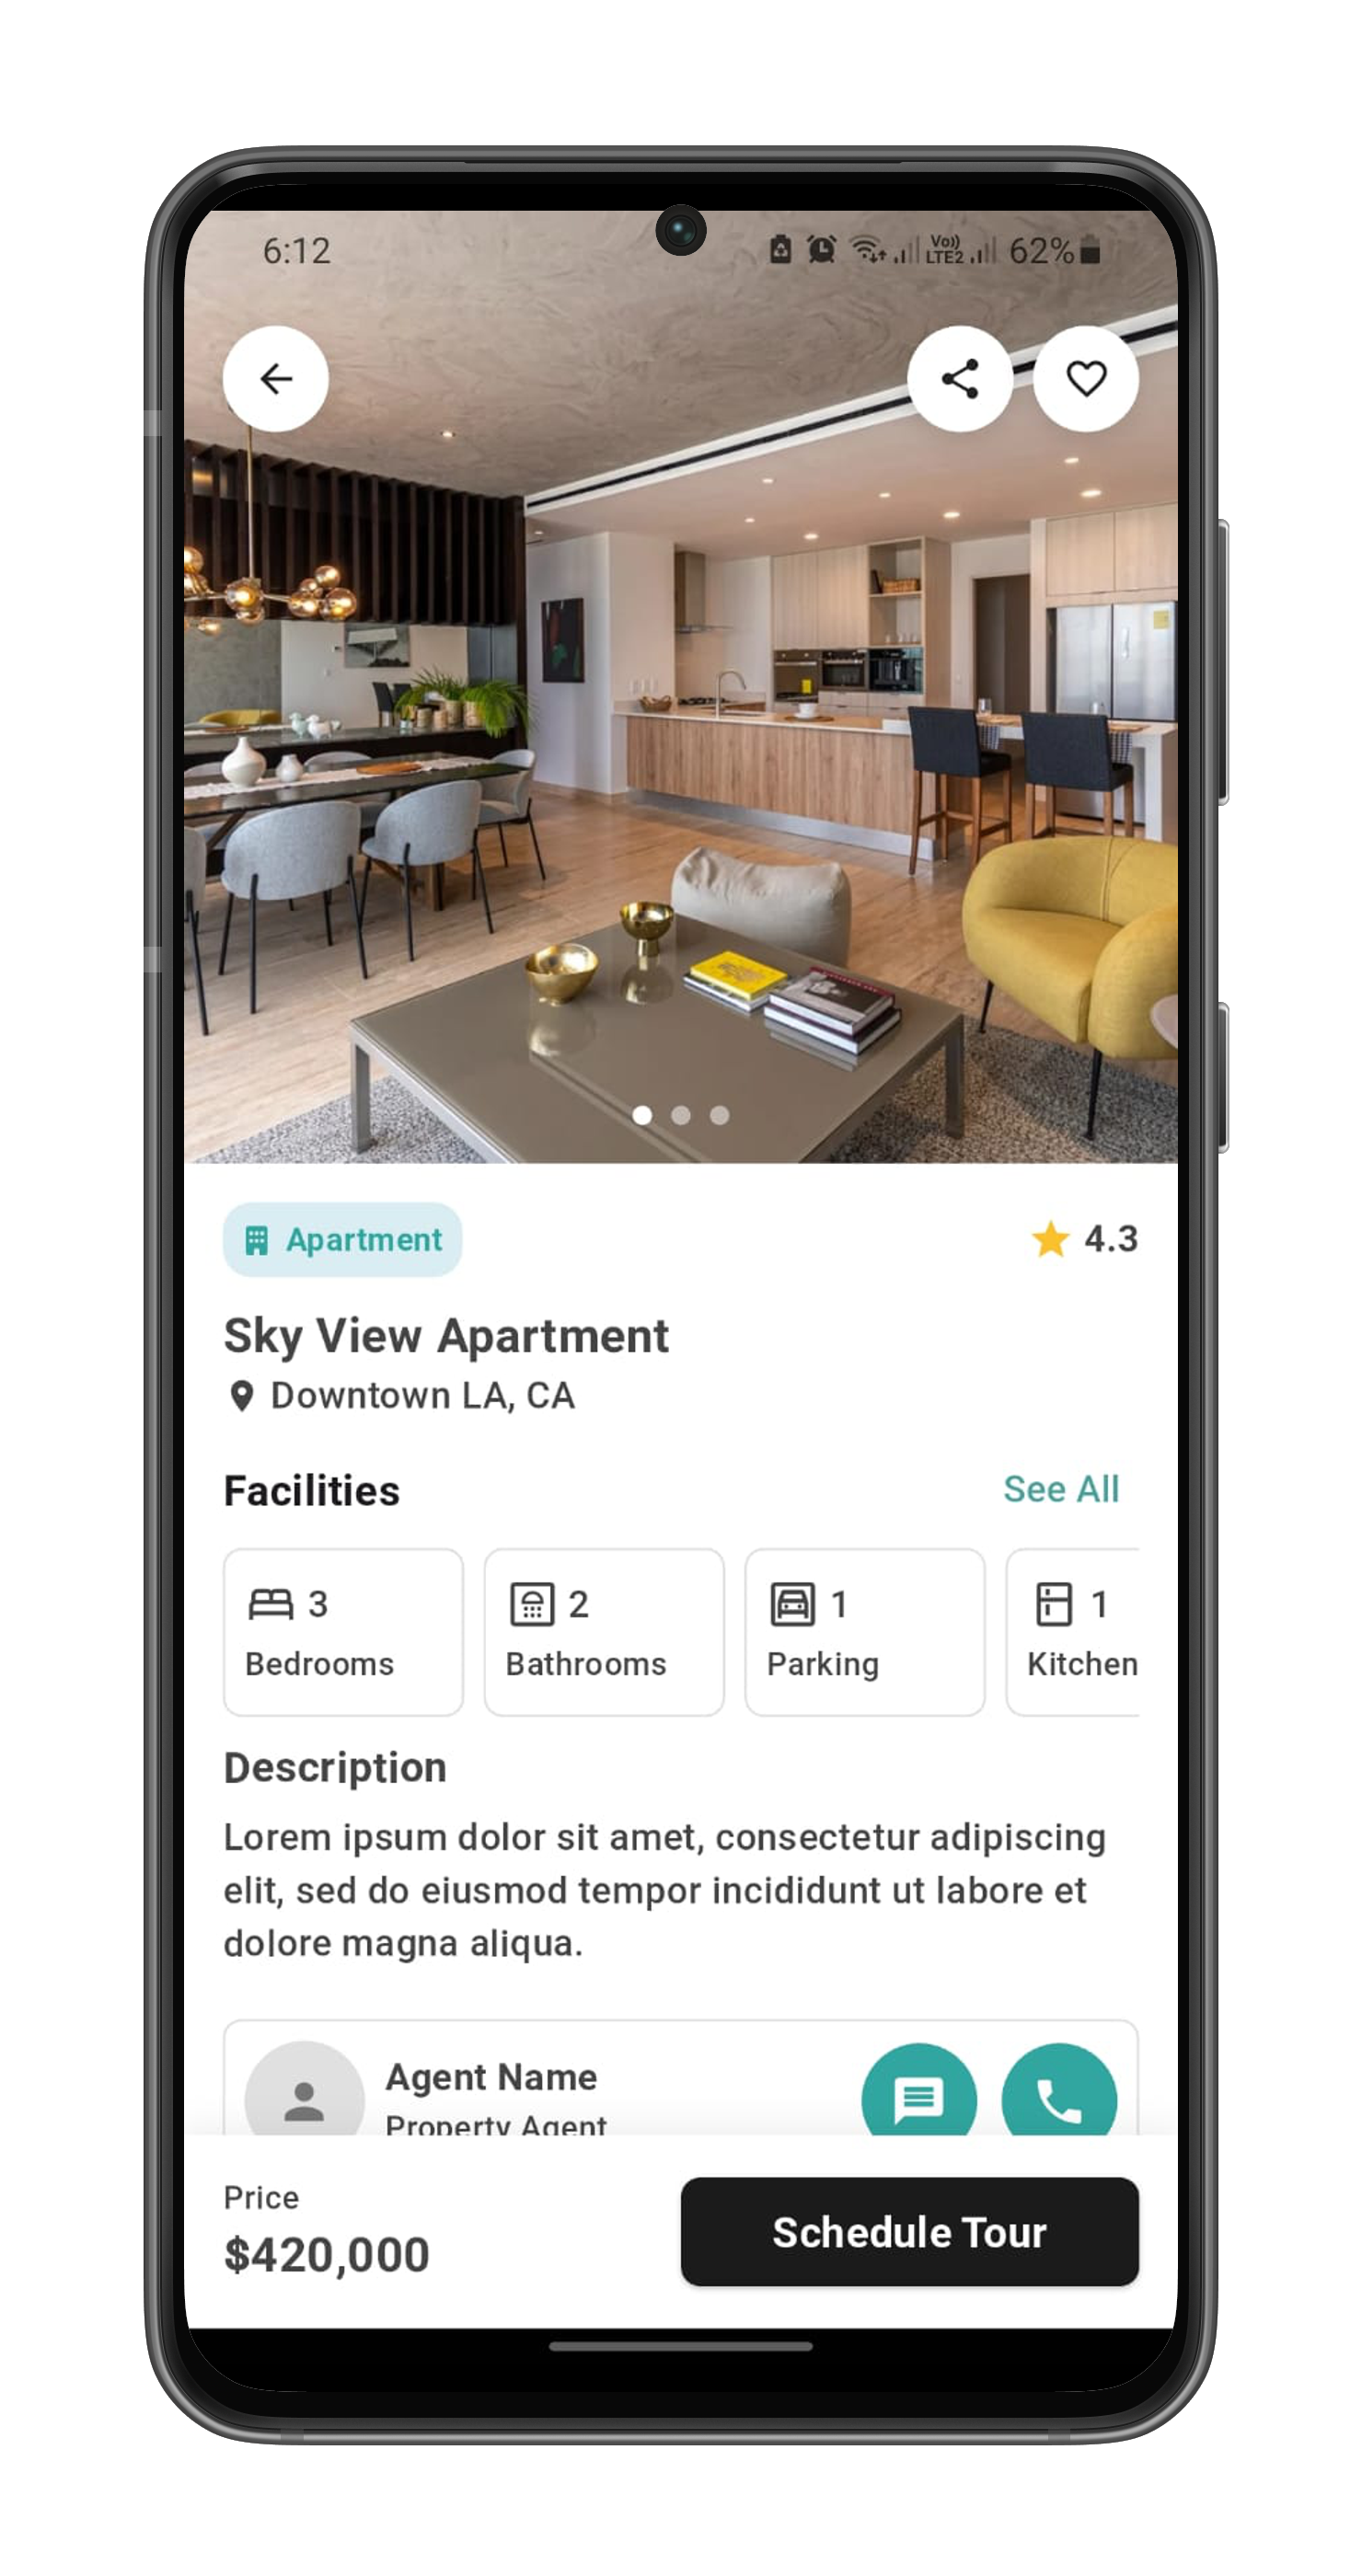 6:12
Vo))
LTE2
62%
Apartment
4.3
Sky View Apartment
Downtown LA, CA
Facilities
See All
3
Bedrooms
2
Bathrooms
1
Parking
1
Kitchen
Description
Lorem ipsum dolor sit amet, consectetur adipiscing
elit, sed do eiusmod tempor incididunt ut labore et
dolore magna aliqua.
Agent Name
Property Agent
Price
$420,000
Schedule Tour